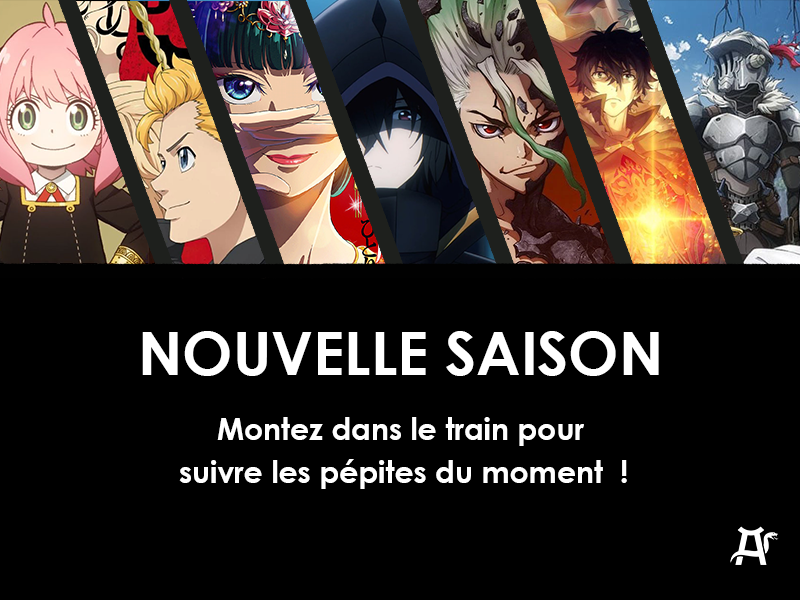 NOUVELLE SAISON
Montez dans le train pour
suivre les pépites du moment !